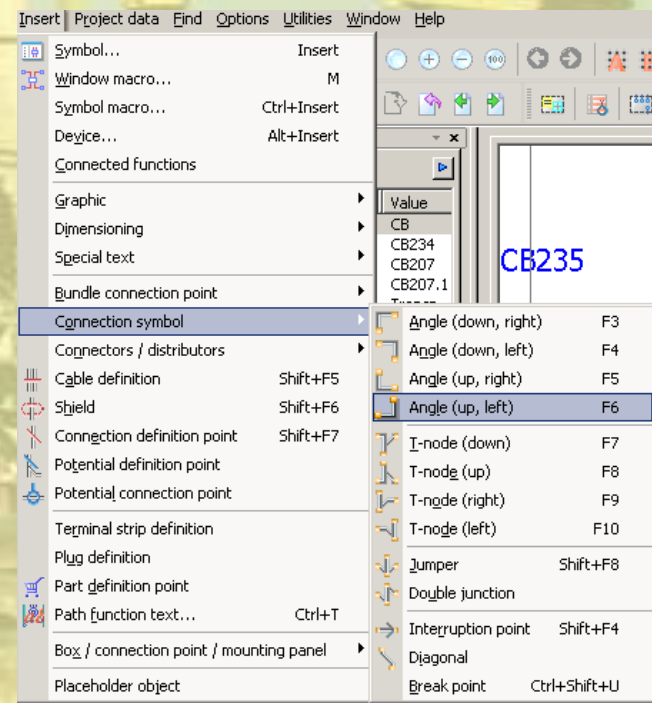 Insert Project data Find Options Utilities Window Help
Symbol... Insert
Window macro... M
Symbol macro... Ctrl+Insert
Device... Alt+Insert
Connected functions
Graphic
Dimensioning
Special text
Bundle connection point
Connection symbol
Connectors / distributors
Cable definition Shift+F5
Shield Shift+F6
Connection definition point Shift+F7
Potential definition point
Potential connection point
Terminal strip definition
Plug definition
Part definition point
Path function text... Ctrl+T
Box / connection point / mounting panel
Placeholder object
100
Value
CB
CB234
CB207
CB207.1
CB235
Angle (down, right) F3
Angle (down, left) F4
Angle (up, right) F5
Angle (up, left) F6
T-node (down) F7
T-node (up) F8
T-node (right) F9
T-node (left) F10
Jumper Shift+F8
Double junction
Interruption point Shift+F4
Diagonal
Break point Ctrl+Shift+U